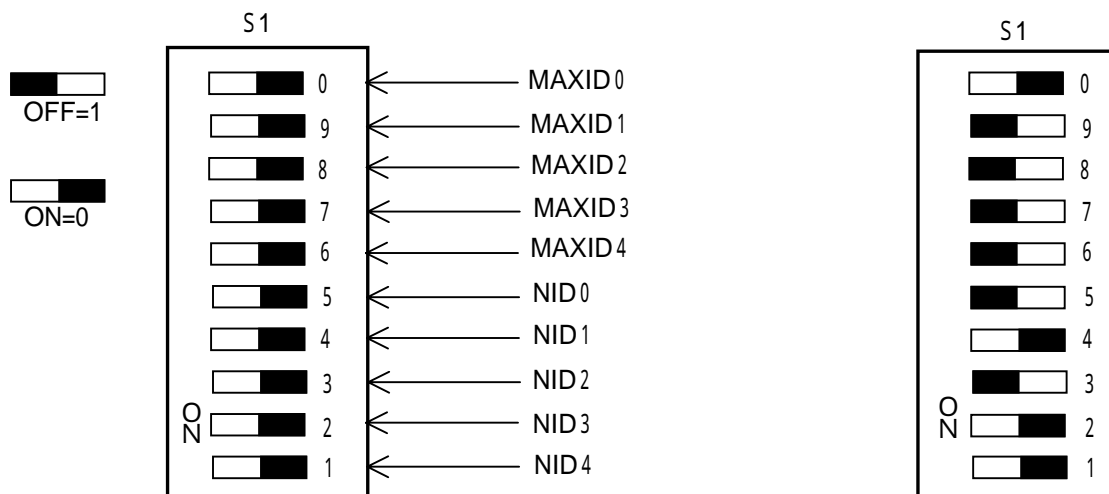 S1
S1
OFF=1
ON=0
0
MAXID0
0
9
MAXID1
9
8
MAXID2
8
7
MAXID3
7
6
MAXID4
6
5
NID0
5
4
NID1
4
3
NID2
3
ON
2
NID3
ON
2
1
NID4
1